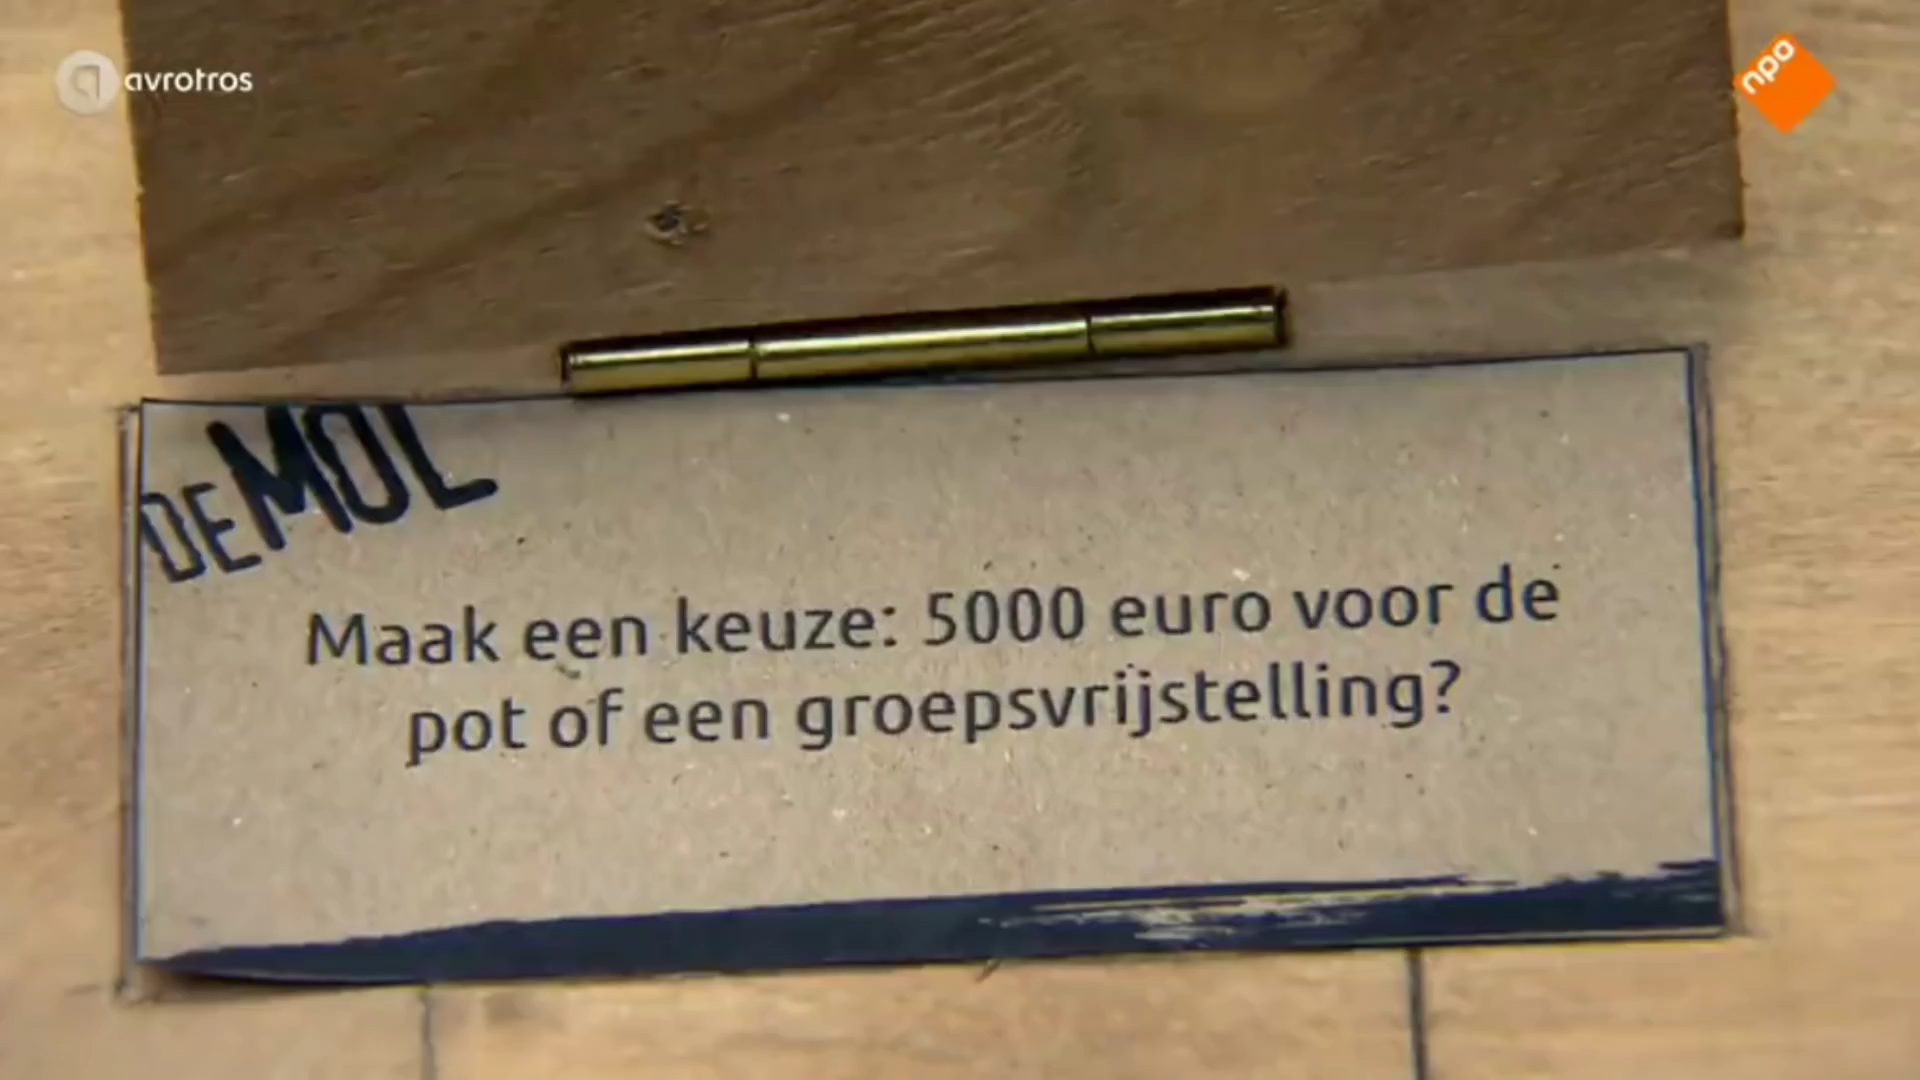 avrotros
npo
DE MOL
Maak een keuze: 5000 euro voor de
pot of een groepsvrijstelling?